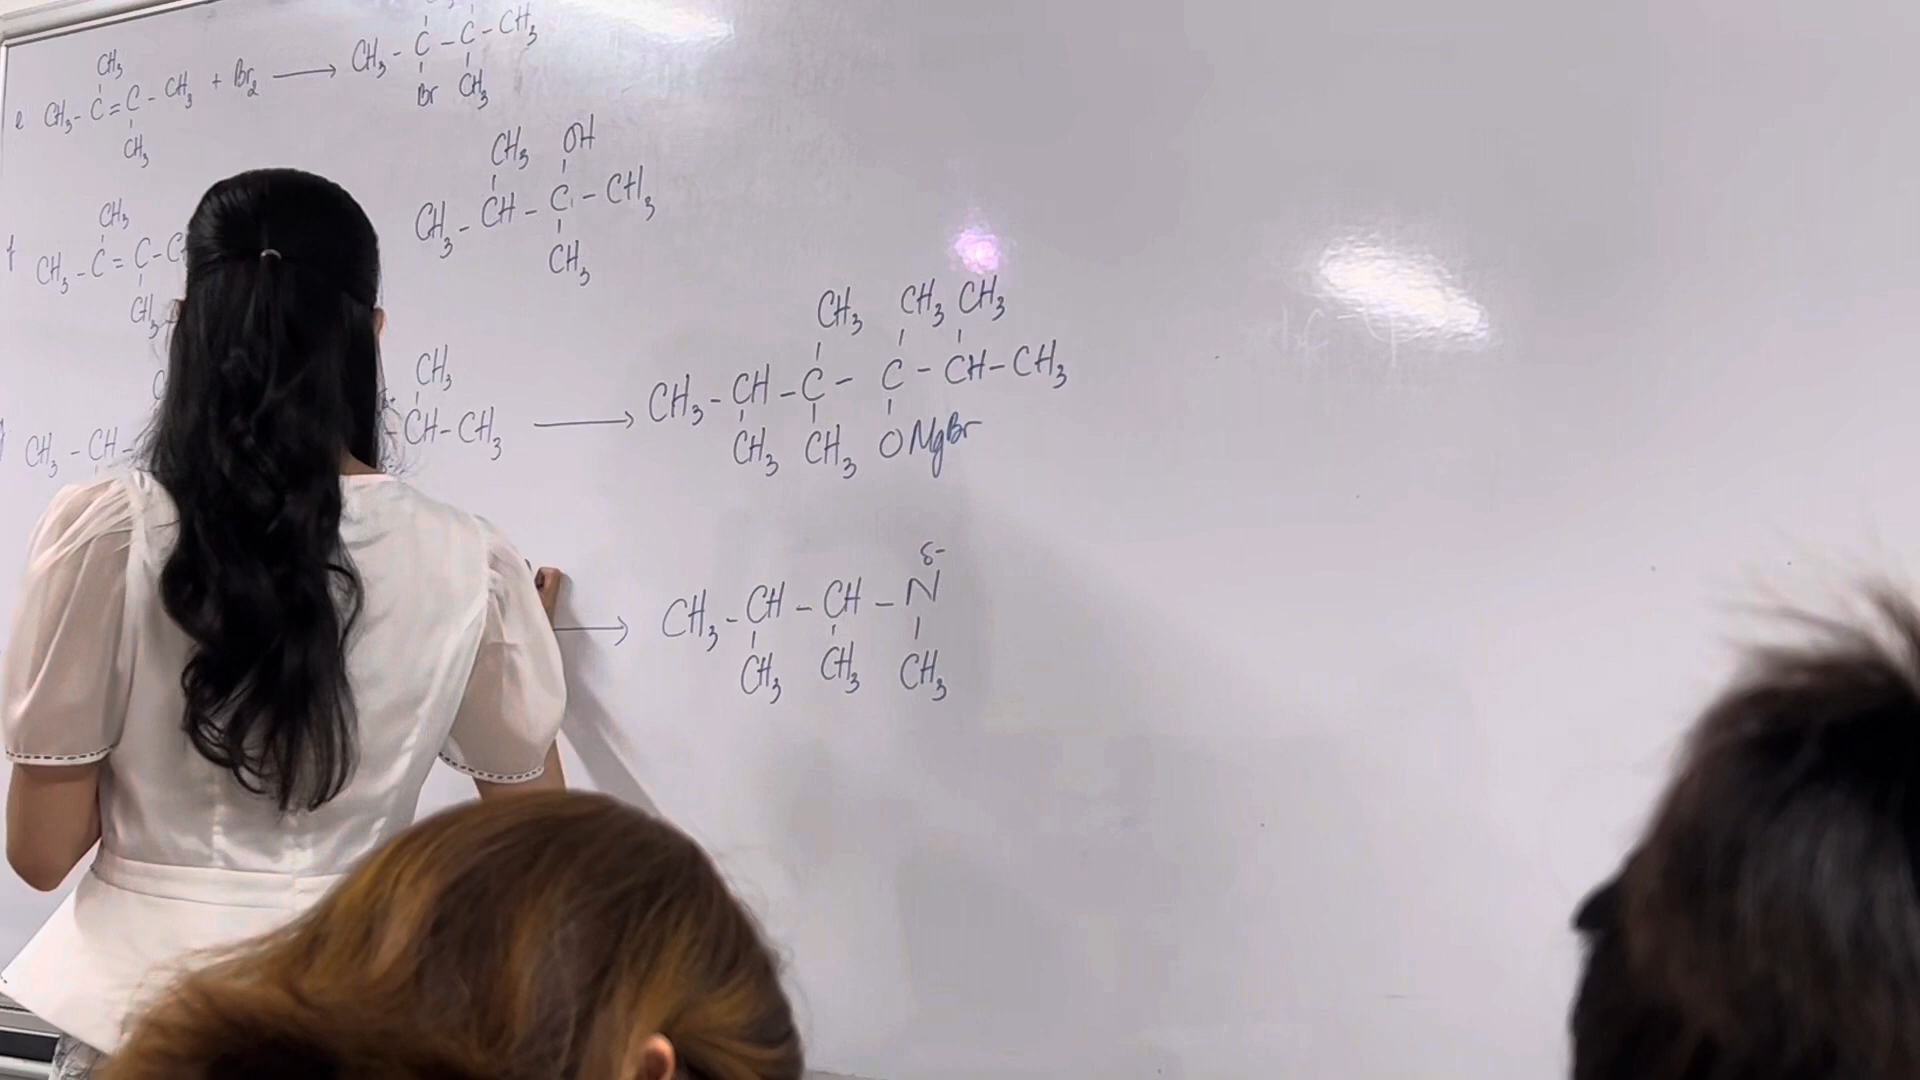 CH3 - C - C - CH3
Br CH3
CH3
e CH3 - C = C - CH3 + Br2 ⟶
CH3
CH3 OH
CH3 - CH - C - CH3
CH3
CH3
f CH3 - C = C -
CH3
CH3
CH3 - CH
CH - CH3 ⟶
CH3 CH3 CH3
CH3 - CH - C - C - CH - CH3
CH3 CH3 OMgBr
δ-
⟶ CH3 - CH - CH - N
CH3 CH3 CH3